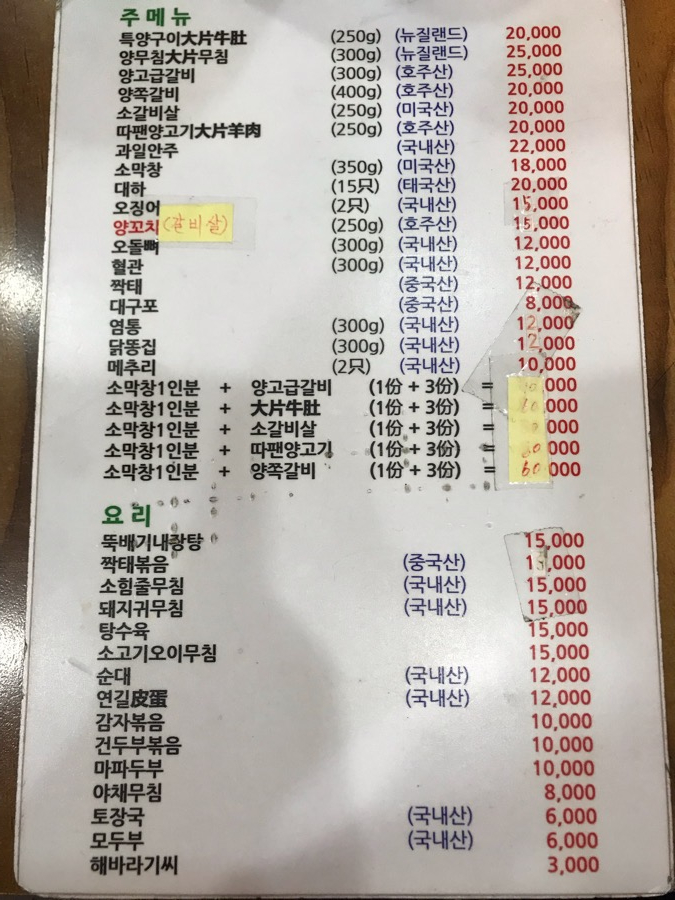 주메뉴
특양구이大片牛肚 (250g) (뉴질랜드) 20,000
양무침大片무침 (300g) (뉴질랜드) 25,000
양고급갈비 (300g) (호주산) 25,000
양쪽갈비 (400g) (호주산) 20,000
소갈비살 (250g) (미국산) 20,000
따팬양고기大片羊肉 (250g) (호주산) 20,000
과일안주 (국내산) 22,000
소막창 (350g) (미국산) 18,000
대하 (15只) (태국산) 20,000
오징어 (2只) (국내산) 15,000
양꼬치 (갈비살) (250g) (호주산) 15,000
오돌뼈 (300g) (국내산) 12,000
혈관 (300g) (국내산) 12,000
짝태 (중국산) 12,000
대구포 (중국산) 8,000
염통 (300g) (국내산) 12,000
닭똥집 (300g) (국내산) 12,000
메추리 (2只) (국내산) 10,000
소막창1인분 + 양고급갈비 (1份 + 3份) = 000
소막창1인분 + 大片牛肚 (1份 + 3份) = 60 000
소막창1인분 + 소갈비살 (1份 + 3份) = 000
소막창1인분 + 따팬양고기 (1份 + 3份) = 000
소막창1인분 + 양쪽갈비 (1份 + 3份) = 60 000
요리
뚝배기내장탕 15,000
짝태볶음 (중국산) ,000
소힘줄무침 (국내산) 15,000
돼지귀무침 (국내산) 15,000
탕수육 15,000
소고기오이무침 15,000
순대 (국내산) 12,000
연길皮蛋 (국내산) 12,000
감자볶음 10,000
건두부볶음 10,000
마파두부 10,000
야채무침 8,000
토장국 (국내산) 6,000
모두부 (국내산) 6,000
해바라기씨 3,000